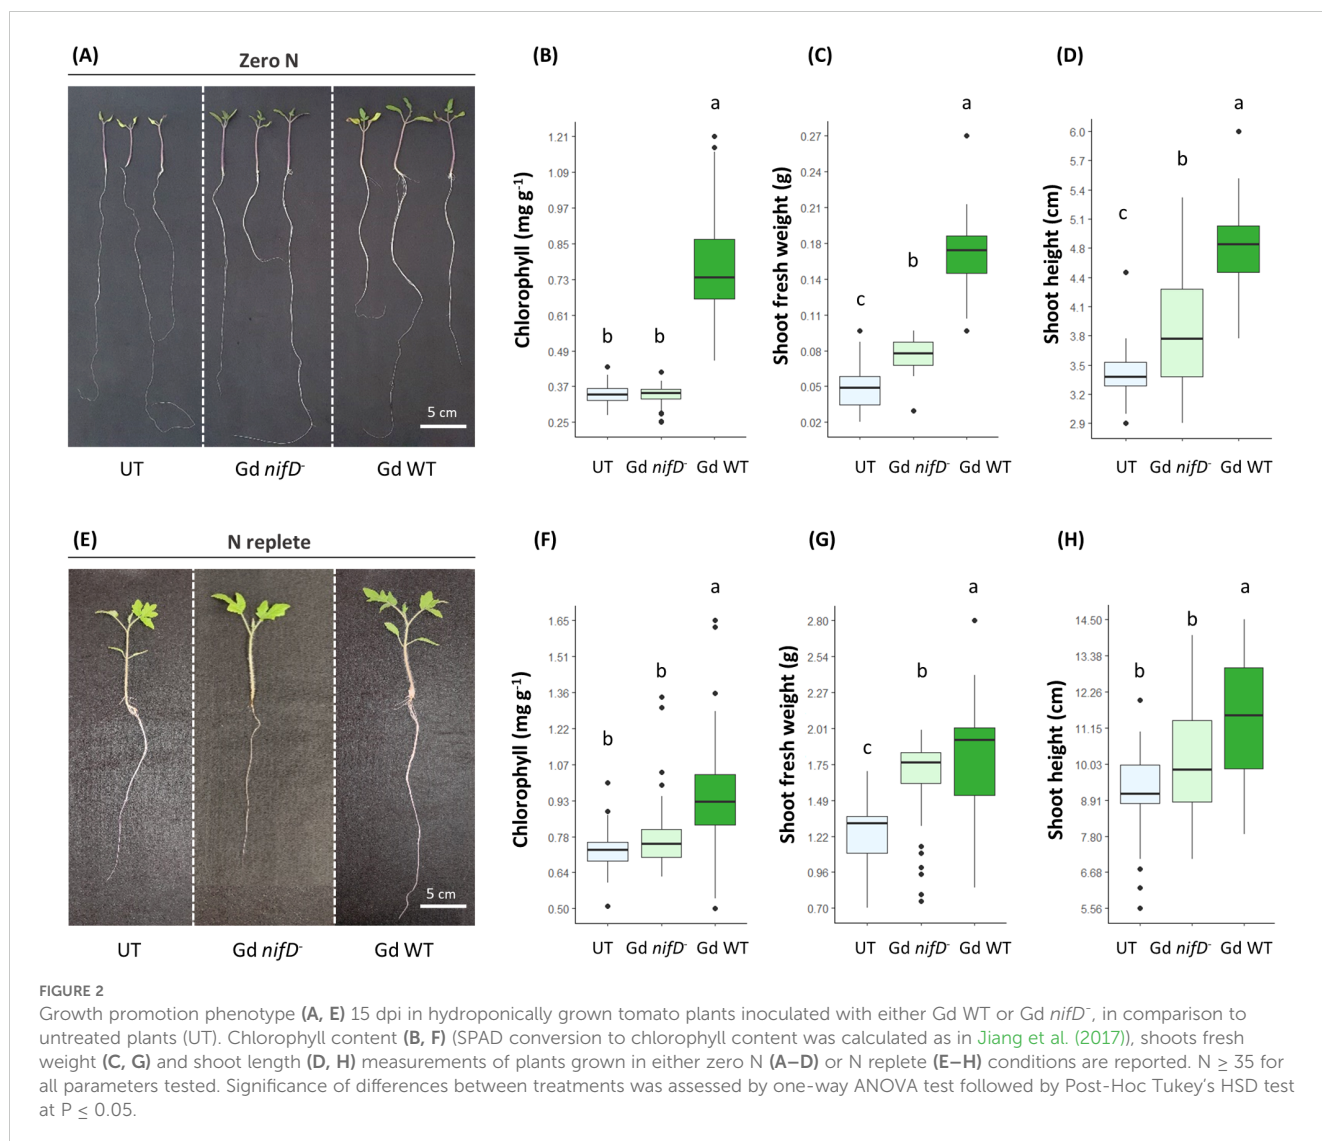 (A)
Zero N
5 cm
UT
Gd nifD-
Gd WT
(B)
Chlorophyll (mg g-1)
1.21
1.09
0.97
0.85
0.73
0.61
0.49
0.37
0.25
b
b
a
UT
Gd nifD-
Gd WT
(C)
Shoot fresh weight (g)
0.27
0.24
0.21
0.18
0.14
0.11
0.08
0.05
0.02
c
b
a
UT
Gd nifD-
Gd WT
(D)
Shoot height (cm)
6.0
5.7
5.4
5.1
4.8
4.4
4.1
3.8
3.5
3.2
2.9
c
b
a
UT
Gd nifD-
Gd WT
(E)
N replete
5 cm
UT
Gd nifD-
Gd WT
(F)
Chlorophyll (mg g-1)
1.65
1.51
1.36
1.22
1.07
0.93
0.78
0.64
0.50
b
b
a
UT
Gd nifD-
Gd WT
(G)
Shoot fresh weight (g)
2.80
2.54
2.27
2.01
1.75
1.49
1.22
0.96
0.70
c
b
a
UT
Gd nifD-
Gd WT
(H)
Shoot height (cm)
14.50
13.38
12.26
11.15
10.03
8.91
7.80
6.68
5.56
b
b
a
UT
Gd nifD-
Gd WT
FIGURE 2
Growth promotion phenotype (A, E) 15 dpi in hydroponically grown tomato plants inoculated with either Gd WT or Gd nifD-, in comparison to
untreated plants (UT). Chlorophyll content (B, F) (SPAD conversion to chlorophyll content was calculated as in Jiang et al. (2017)), shoots fresh
weight (C, G) and shoot length (D, H) measurements of plants grown in either zero N (A–D) or N replete (E–H) conditions are reported. N ≥ 35 for
all parameters tested. Significance of differences between treatments was assessed by one-way ANOVA test followed by Post-Hoc Tukey's HSD test
at P ≤ 0.05.